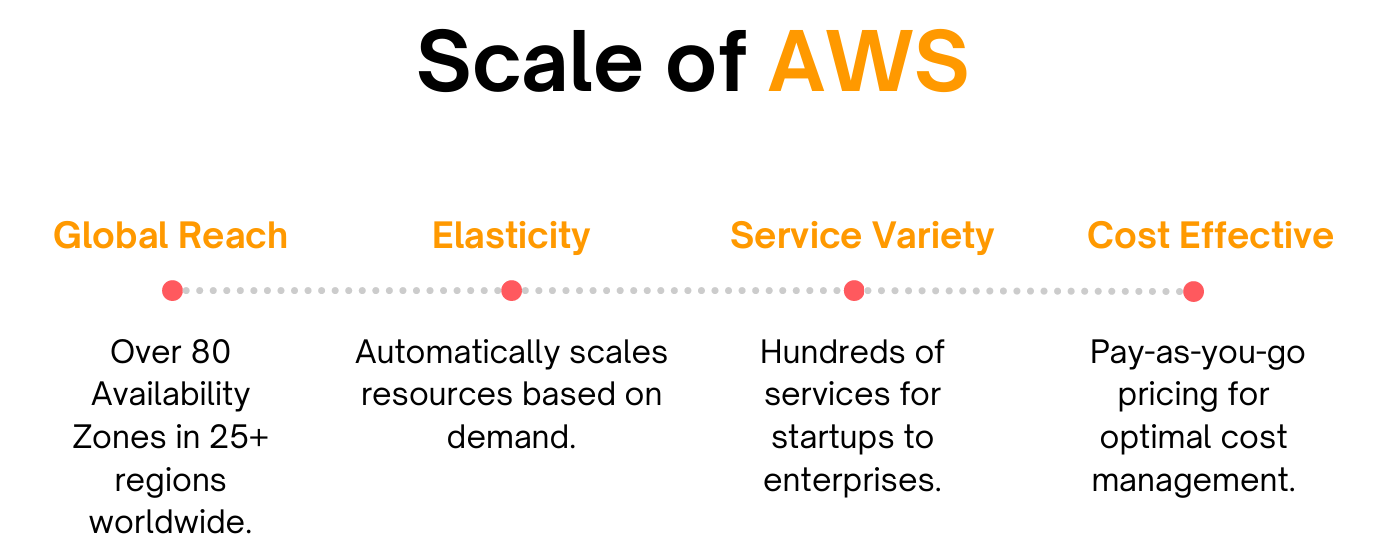 Scale of AWS
Global Reach
Over 80
Availability
Zones in 25+
regions
worldwide.
Elasticity
Automatically scales
resources based on
demand.
Service Variety
Hundreds of
services for
startups to
enterprises.
Cost Effective
Pay-as-you-go
pricing for
optimal cost
management.